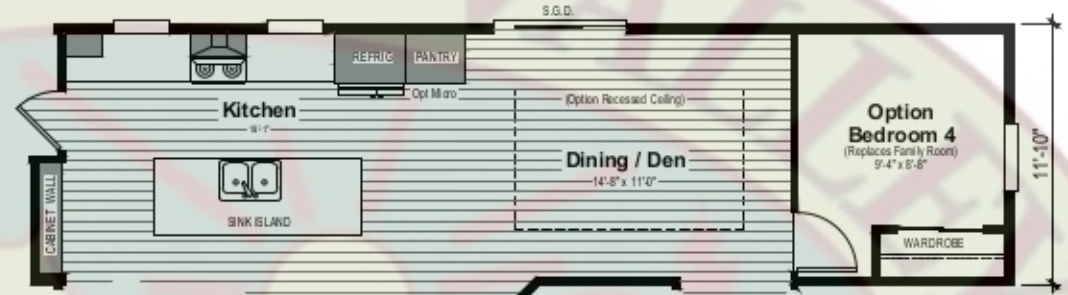 S.G.D.
REFRIG
PANTRY
Opt Micro
Kitchen
(Option Recessed Ceiling)
Dining / Den
14'-8" x 11'-0"
Option
Bedroom 4
(Replaces Family Room)
9'-4" x 8'-8"
11'-10"
CABINET WALL
SINK ISLAND
WARDROBE